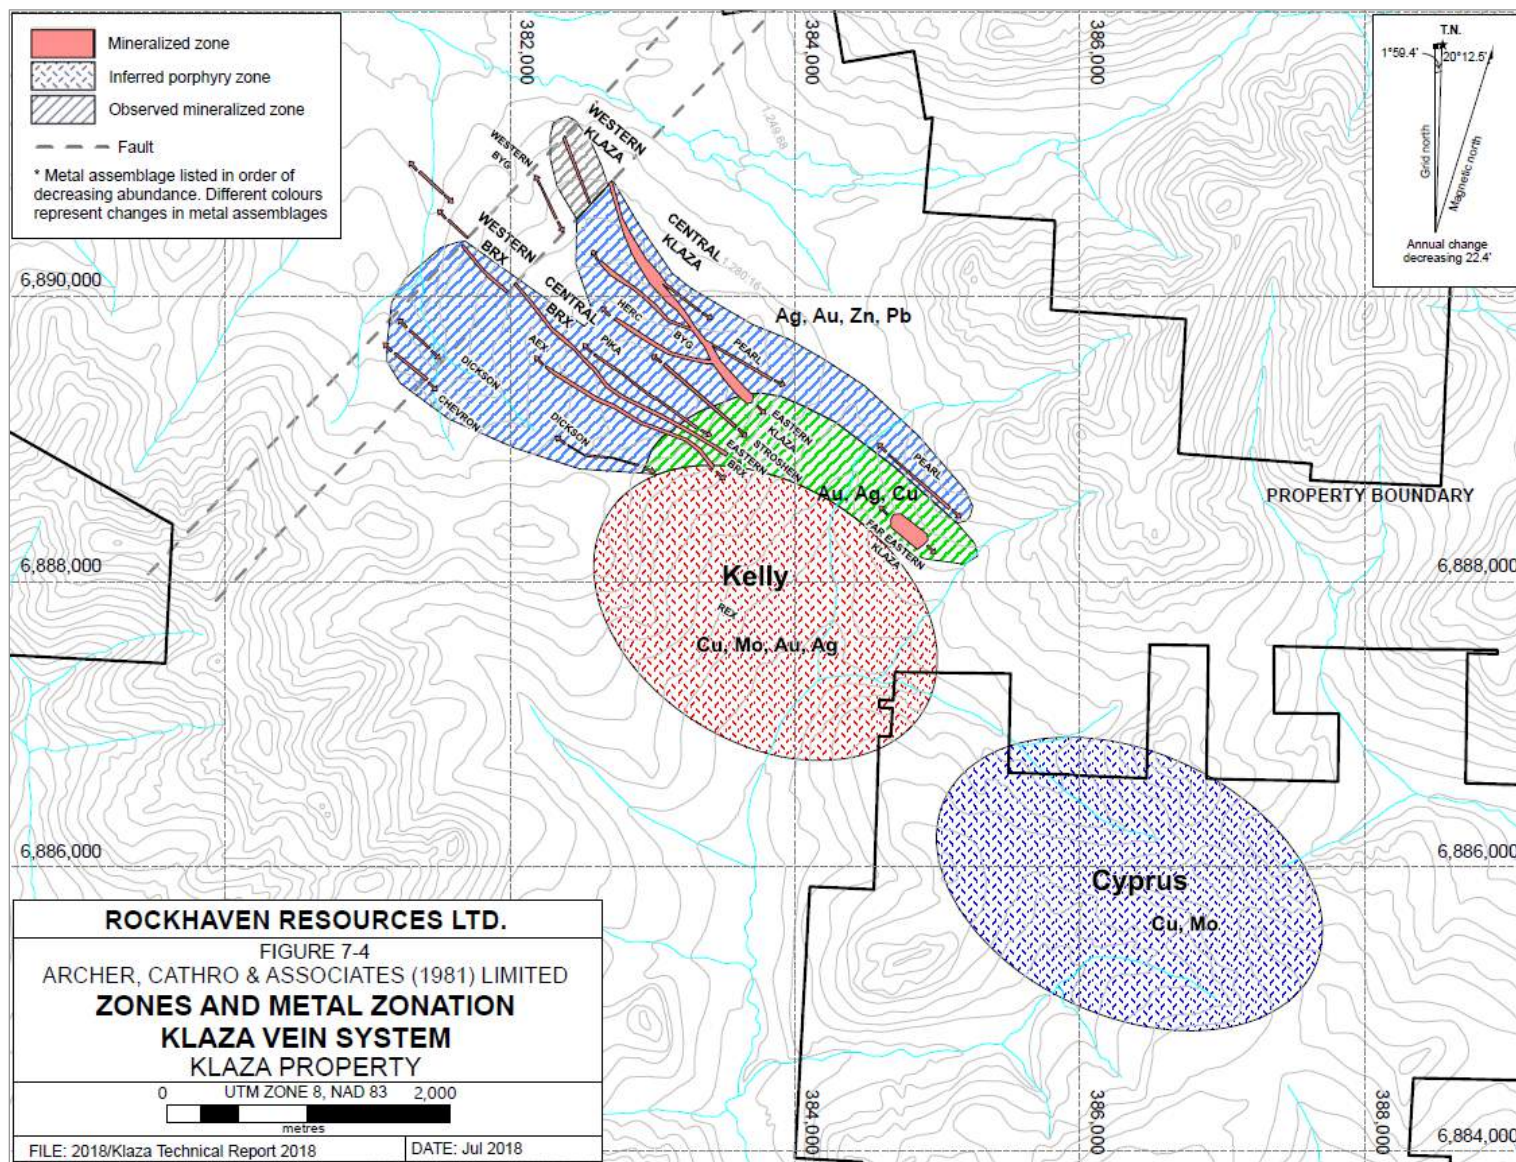 Mineralized zone
Inferred porphyry zone
Observed mineralized zone
Fault
* Metal assemblage listed in order of
decreasing abundance. Different colours
represent changes in metal assemblages
382,000
384,000
386,000
T.N.
1°59.4'
20°12.5'
Grid north
Magnetic north
Annual change
decreasing 22.4'
1,249.68
WESTERN
KLAZA
WESTERN
BYG
WESTERN
BRX
CENTRAL
KLAZA
1,280.16
6,890,000
CENTRAL
BRX
HERC
BYG
PEARL
Ag, Au, Zn, Pb
AEX
PIKA
DICKSON
CHEVRON
DICKSON
EASTERN
KLAZA
STROSHEIN
EASTERN
BRX
PEARL
Au, Ag, Cu
FAR EASTERN
KLAZA
PROPERTY BOUNDARY
6,888,000
6,888,000
Kelly
REX
Cu, Mo, Au, Ag
6,886,000
6,886,000
Cyprus
Cu, Mo
ROCKHAVEN RESOURCES LTD.
FIGURE 7-4
ARCHER, CATHRO & ASSOCIATES (1981) LIMITED
ZONES AND METAL ZONATION
KLAZA VEIN SYSTEM
KLAZA PROPERTY
0 UTM ZONE 8, NAD 83 2,000
metres
FILE: 2018/Klaza Technical Report 2018
DATE: Jul 2018
384,000
386,000
388,000
6,884,000